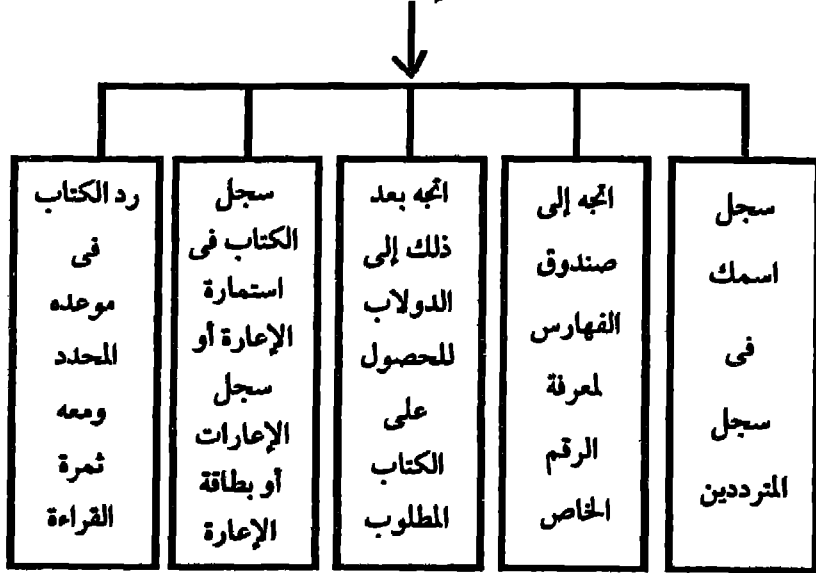 سجل
اسمك
فى
سجل
المترددين
اتجه إلى
صندوق
الفهارس
لمعرفة
الرقم
الخاص
اتجه بعد
ذلك إلى
الدولاب
للحصول
على
الكتاب
المطلوب
سجل
الكتاب فى
استمارة
الإعارة أو
سجل
الإعارات
أو بطاقة
الإعارة
رد الكتاب
فى
موعده
المحدد
ومعه
ثمرة
القراءة